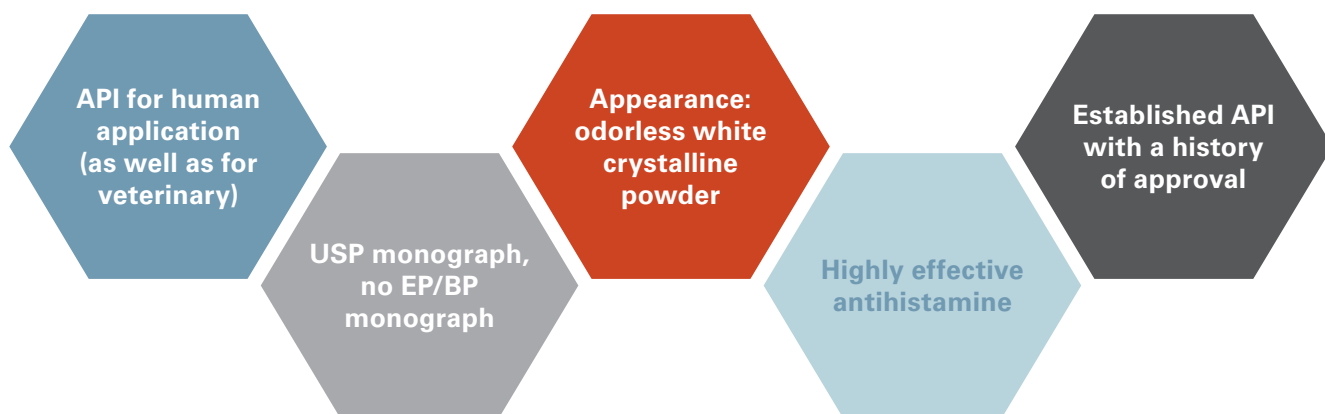 API for human
application
(as well as for
veterinary)
USP monograph,
no EP/BP
monograph
Appearance:
odorless white
crystalline
powder
Highly effective
antihistamine
Established API
with a history
of approval